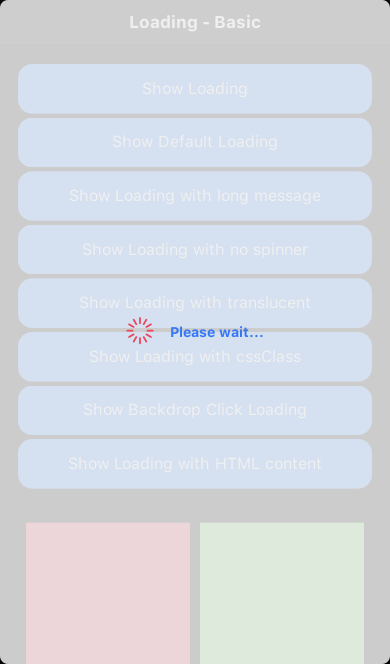 Loading - Basic
Show Loading
Show Default Loading
Show Loading with long message
Show Loading with no spinner
Show Loading with translucent
Please wait...
Show Loading with cssClass
Show Backdrop Click Loading
Show Loading with HTML content